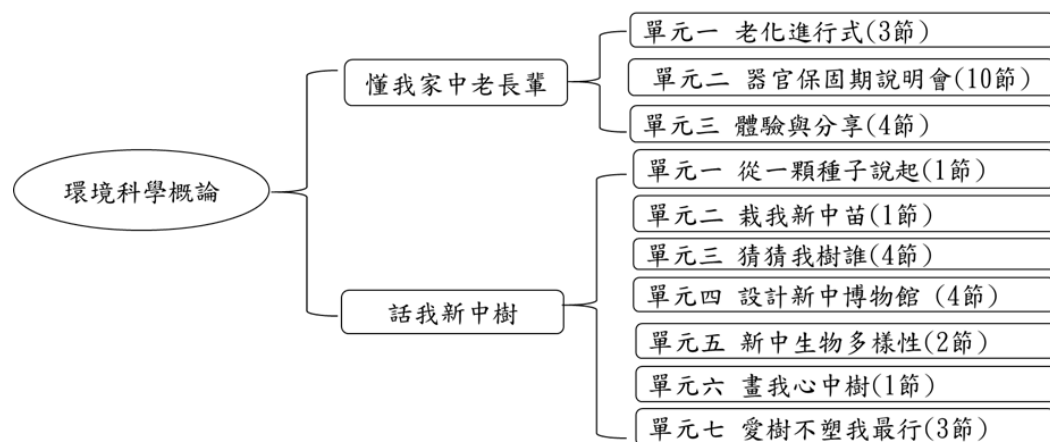 環境科學概論
懂我家中老長輩
單元一 老化進行式(3節)
單元二 器官保固期說明會(10節)
單元三 體驗與分享(4節)
話我新中樹
單元一 從一顆種子說起(1節)
單元二 栽我新中苗(1節)
單元三 猜猜我樹誰(4節)
單元四 設計新中博物館 (4節)
單元五 新中生物多樣性(2節)
單元六 畫我心中樹(1節)
單元七 愛樹不塑我最行(3節)